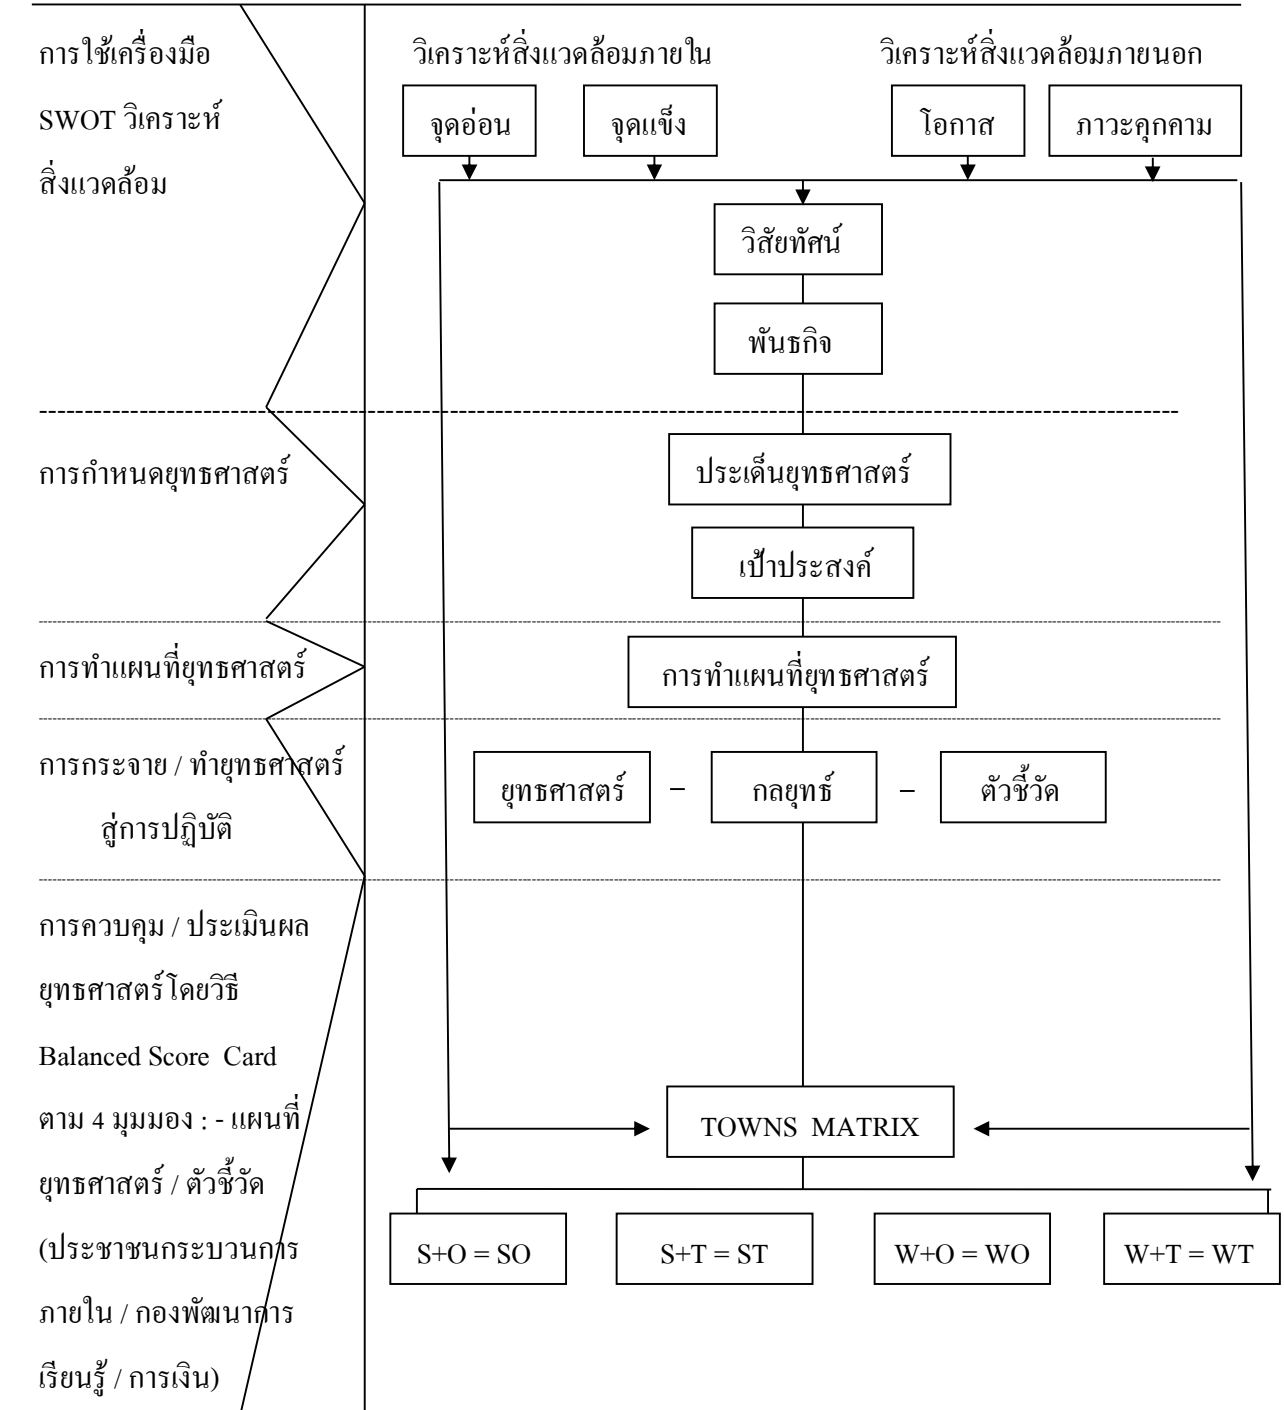 การใช้เครื่องมือ
SWOT วิเคราะห์
สิ่งแวดล้อม
วิเคราะห์สิ่งแวดล้อมภายใน
วิเคราะห์สิ่งแวดล้อมภายนอก
จุดอ่อน
จุดแข็ง
โอกาส
ภาวะคุกคาม
วิสัยทัศน์
พันธกิจ
การกำหนดยุทธศาสตร์
ประเด็นยุทธศาสตร์
เป้าประสงค์
การทำแผนที่ยุทธศาสตร์
การทำแผนที่ยุทธศาสตร์
การกระจาย / ทำยุทธศาสตร์
สู่การปฏิบัติ
ยุทธศาสตร์ – กลยุทธ์ – ตัวชี้วัด
การควบคุม / ประเมินผล
ยุทธศาสตร์โดยวิธี
Balanced Score Card
ตาม 4 มุมมอง : - แผนที่
ยุทธศาสตร์ / ตัวชี้วัด
(ประชาชนกระบวนการ
ภายใน / กองพัฒนาการ
เรียนรู้ / การเงิน)
TOWNS MATRIX
S+O = SO
S+T = ST
W+O = WO
W+T = WT